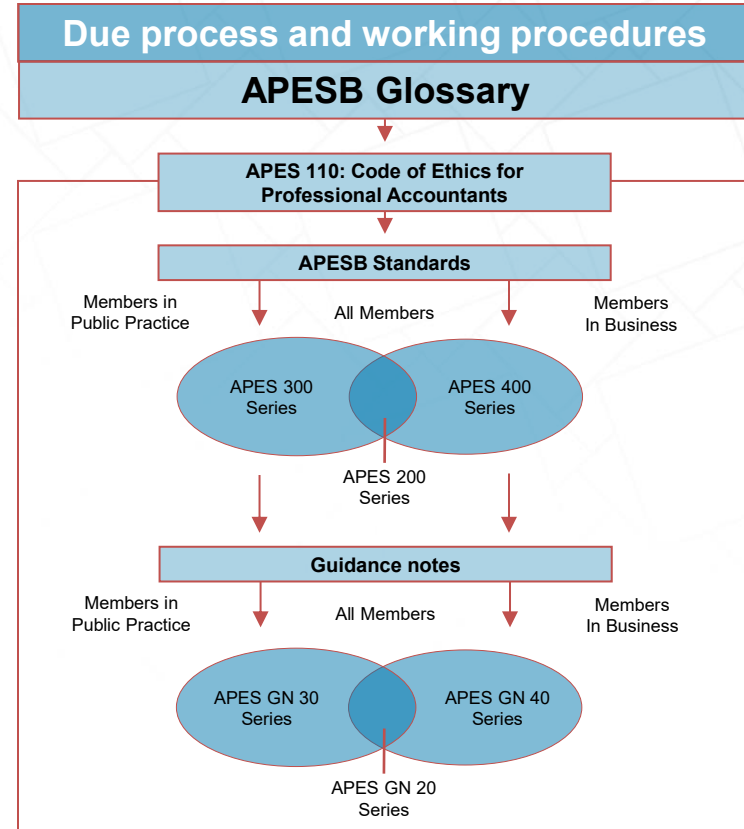 Due process and working procedures
APESB Glossary
APES 110: Code of Ethics for
Professional Accountants
APESB Standards
Members in
Public Practice
All Members
Members
In Business
APES 300
Series
APES 400
Series
APES 200
Series
Guidance notes
Members in
Public Practice
All Members
Members
In Business
APES GN 30
Series
APES GN 40
Series
APES GN 20
Series